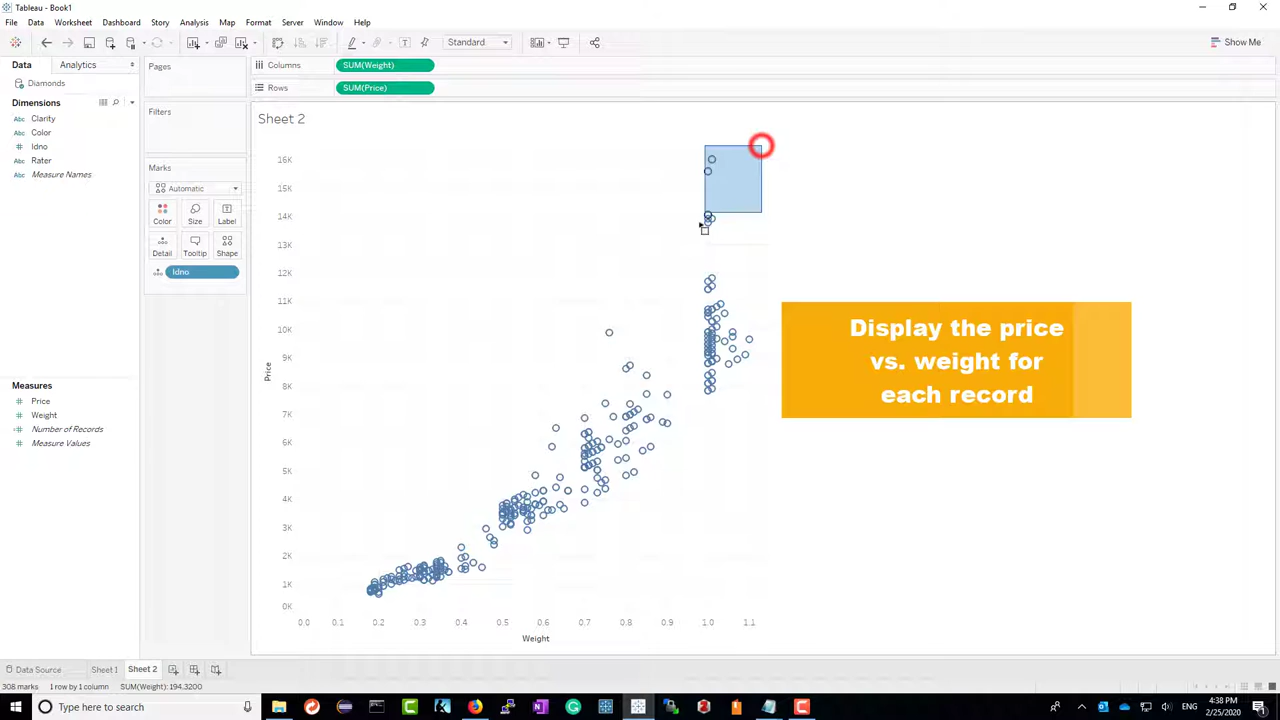 Tableau - Book1
File Data Worksheet Dashboard Story Analysis Map Format Server Window Help
Standard
Show Me
Data Analytics
Diamonds
Dimensions
Abc Clarity
Abc Color
# Idno
Abc Rater
Abc Measure Names
Measures
# Price
# Weight
# Number of Records
# Measure Values
Pages
Filters
Marks
Automatic
Color Size Label
Detail Tooltip Shape
Idno
Columns SUM(Weight)
Rows SUM(Price)
Sheet 2
16K
15K
14K
13K
12K
11K
10K
9K
8K
7K
6K
5K
4K
3K
2K
1K
0K
Price
0.0 0.1 0.2 0.3 0.4 0.5 0.6 0.7 0.8 0.9 1.0 1.1
Weight
Display the price
vs. weight for
each record
Data Source Sheet 1 Sheet 2
308 marks 1 row by 1 column SUM(Weight): 194.3200
Type here to search
ENG
4:38 PM
2/25/2020